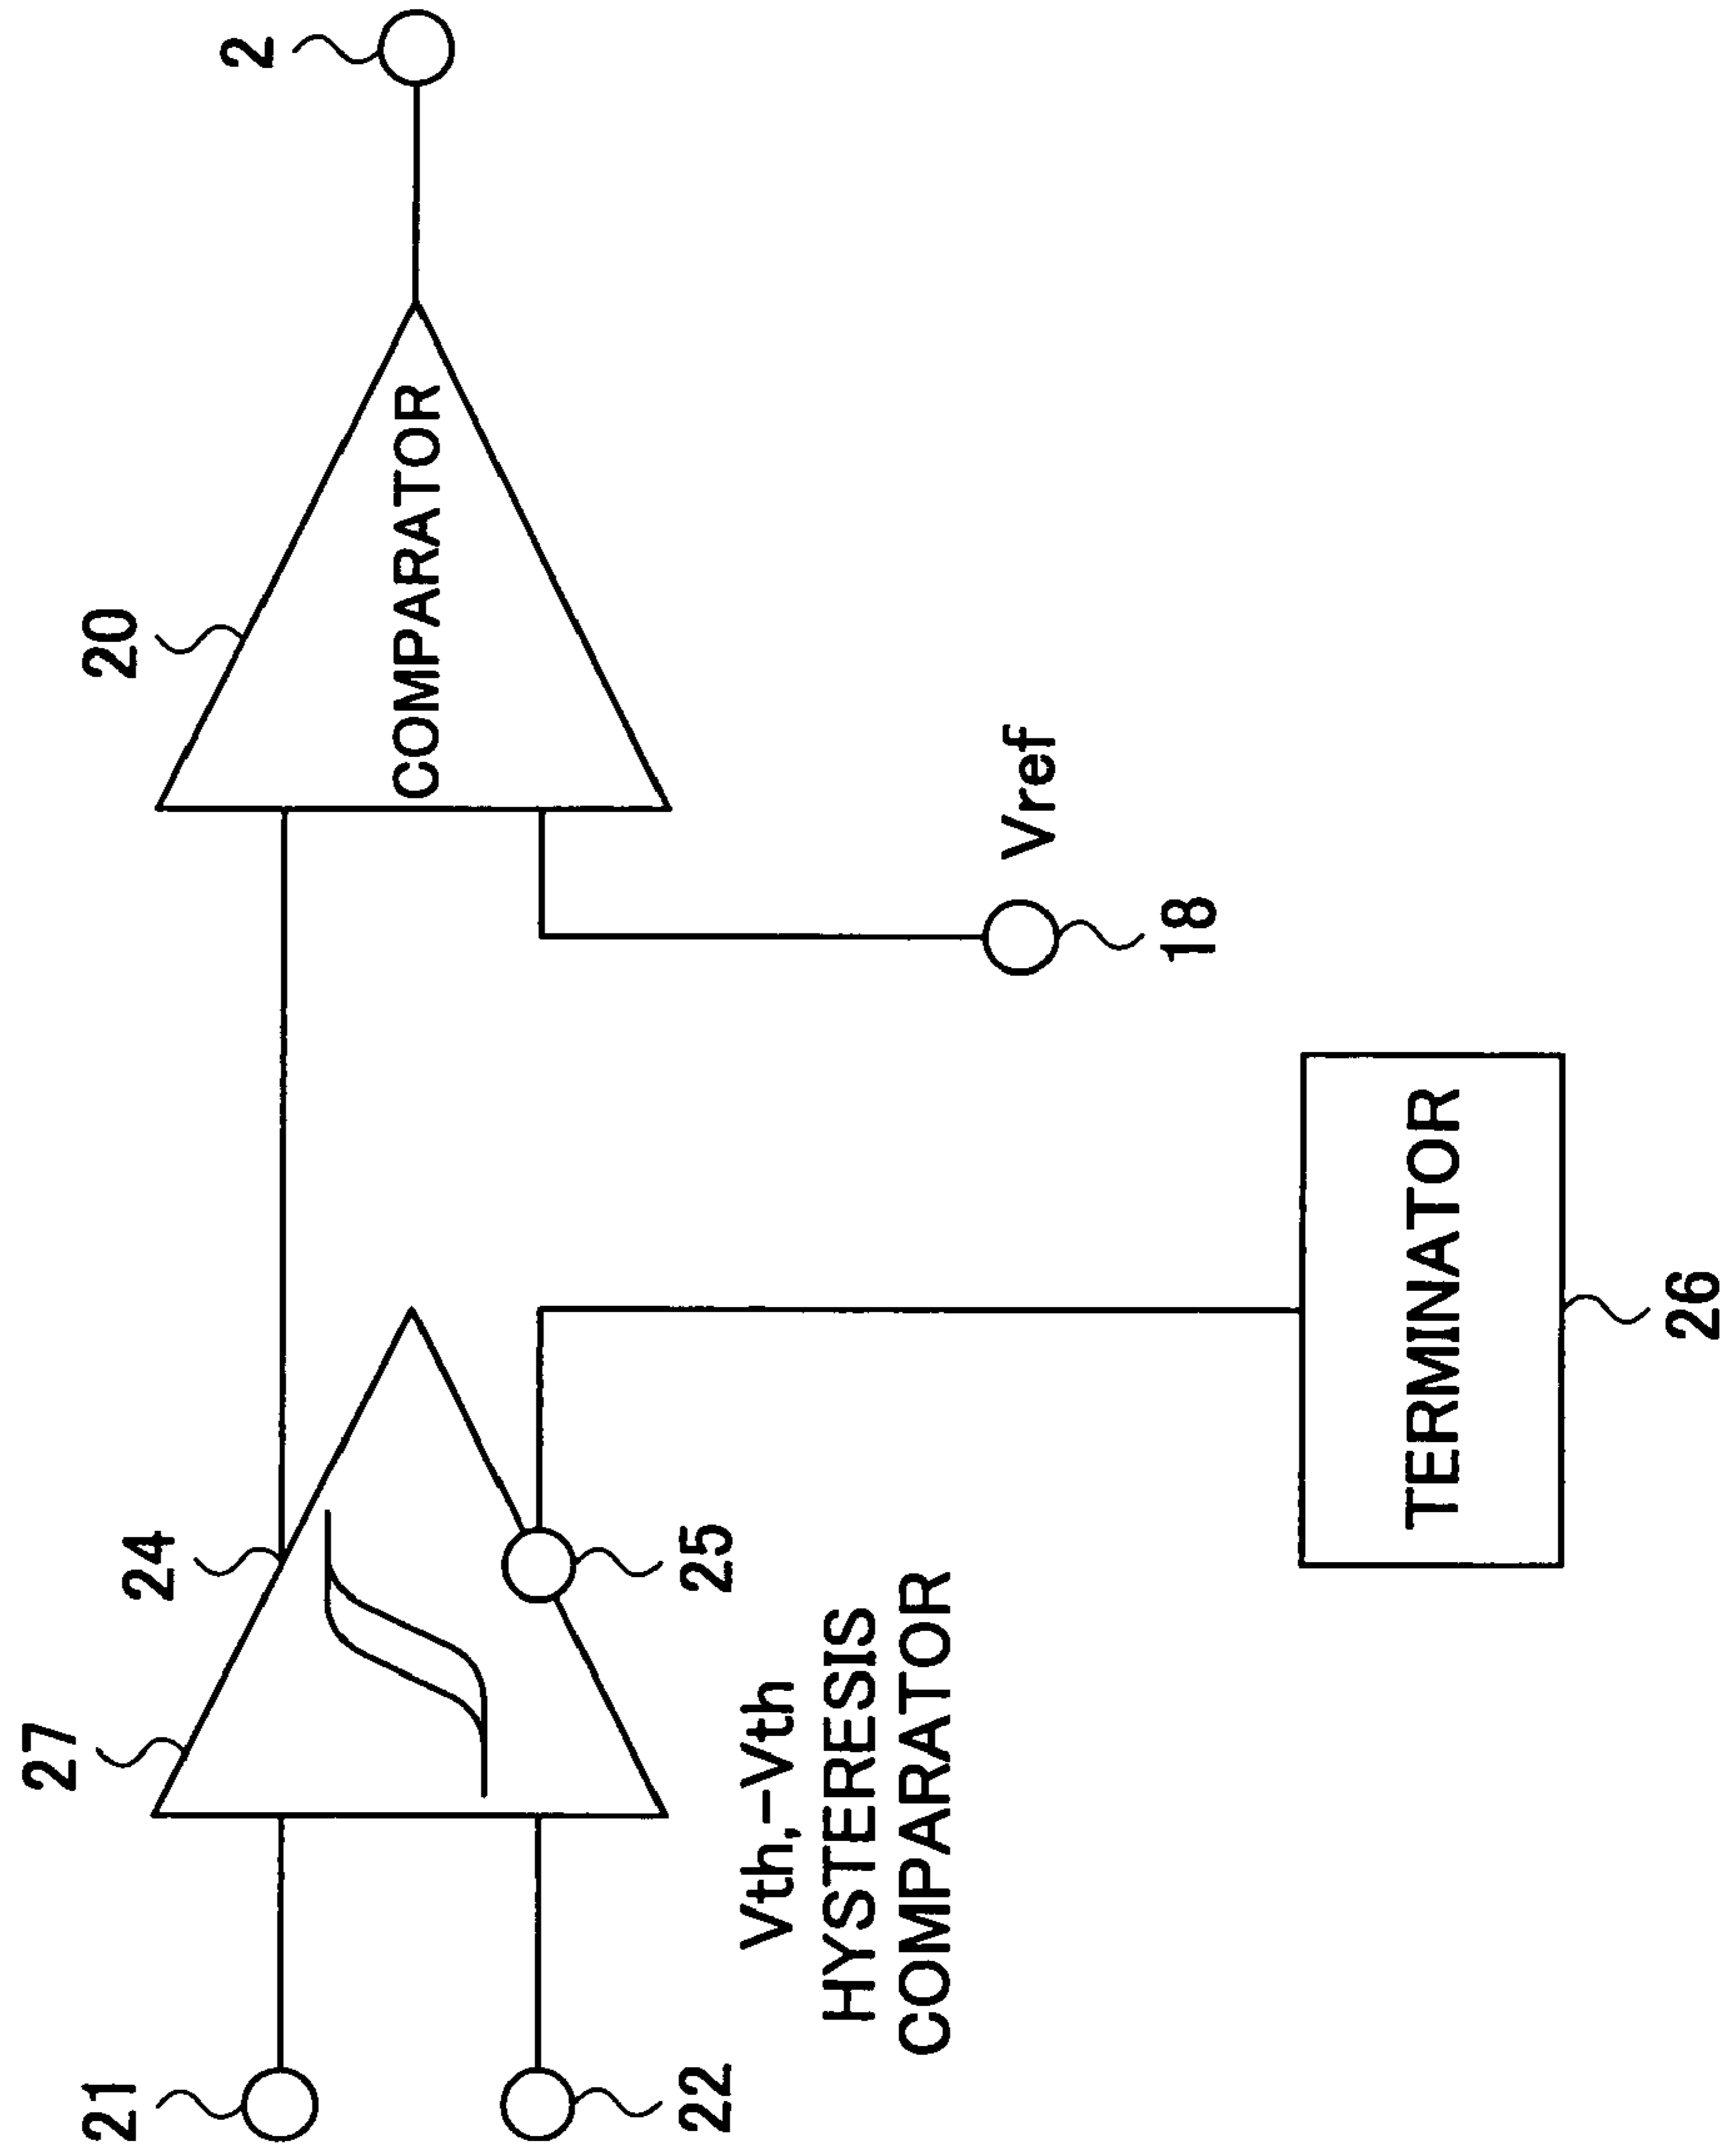 27
24
20
2
21
COMPARATOR
22
25
Vth,-Vth
HYSTERESIS
COMPARATOR
Vref
18
TERMINATOR
26